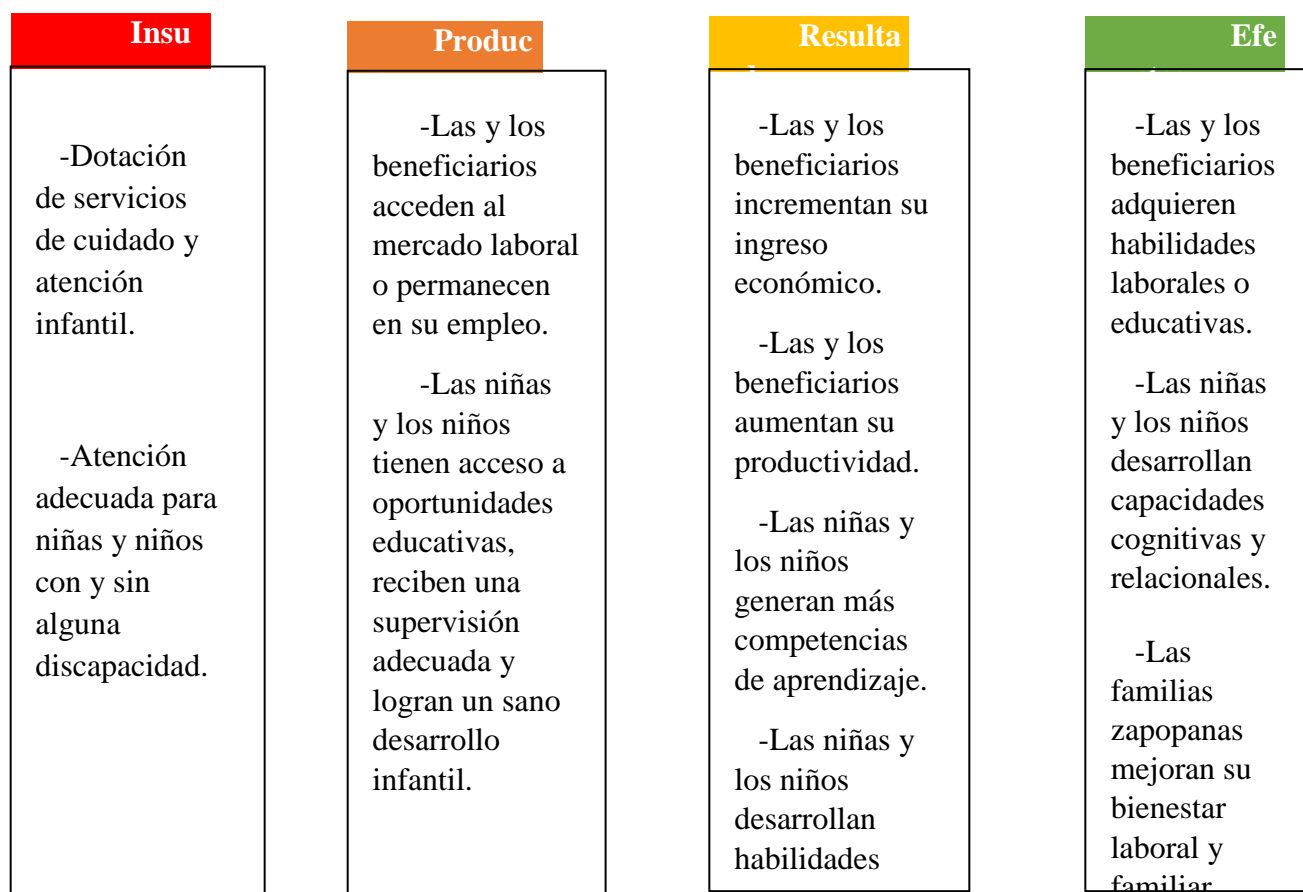 Insu
-Dotación
de servicios
de cuidado y
atención
infantil.
-Atención
adecuada para
niñas y niños
con y sin
alguna
discapacidad.
Produc
-Las y los
beneficiarios
acceden al
mercado laboral
o permanecen
en su empleo.
-Las niñas
y los niños
tienen acceso a
oportunidades
educativas,
reciben una
supervisión
adecuada y
logran un sano
desarrollo
infantil.
Resulta
-Las y los
beneficiarios
incrementan su
ingreso
económico.
-Las y los
beneficiarios
aumentan su
productividad.
-Las niñas y
los niños
generan más
competencias
de aprendizaje.
-Las niñas y
los niños
desarrollan
habilidades
Efe
-Las y los
beneficiarios
adquieren
habilidades
laborales o
educativas.
-Las niñas
y los niños
desarrollan
capacidades
cognitivas y
relacionales.
-Las
familias
zapopanas
mejoran su
bienestar
laboral y
familiar